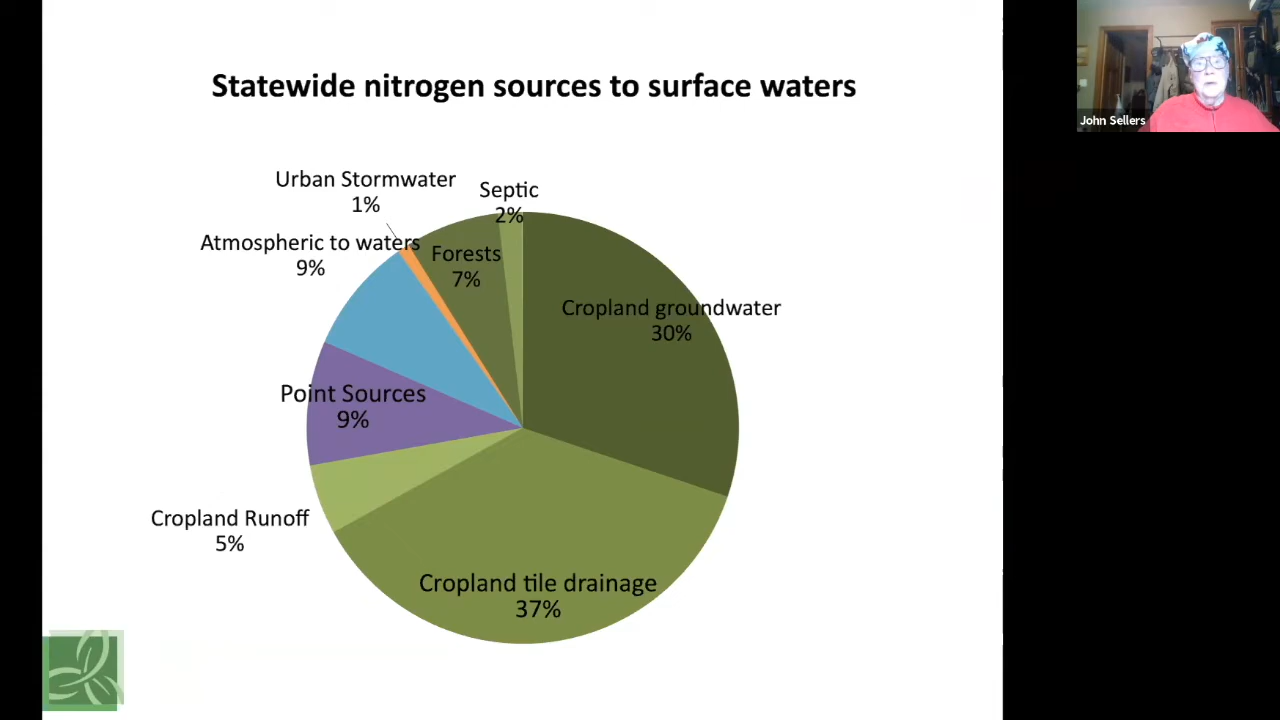 Statewide nitrogen sources to surface waters
John Sellers
Urban Stormwater
1%
Septic
2%
Atmospheric to waters
9%
Forests
7%
Cropland groundwater
30%
Point Sources
9%
Cropland Runoff
5%
Cropland tile drainage
37%